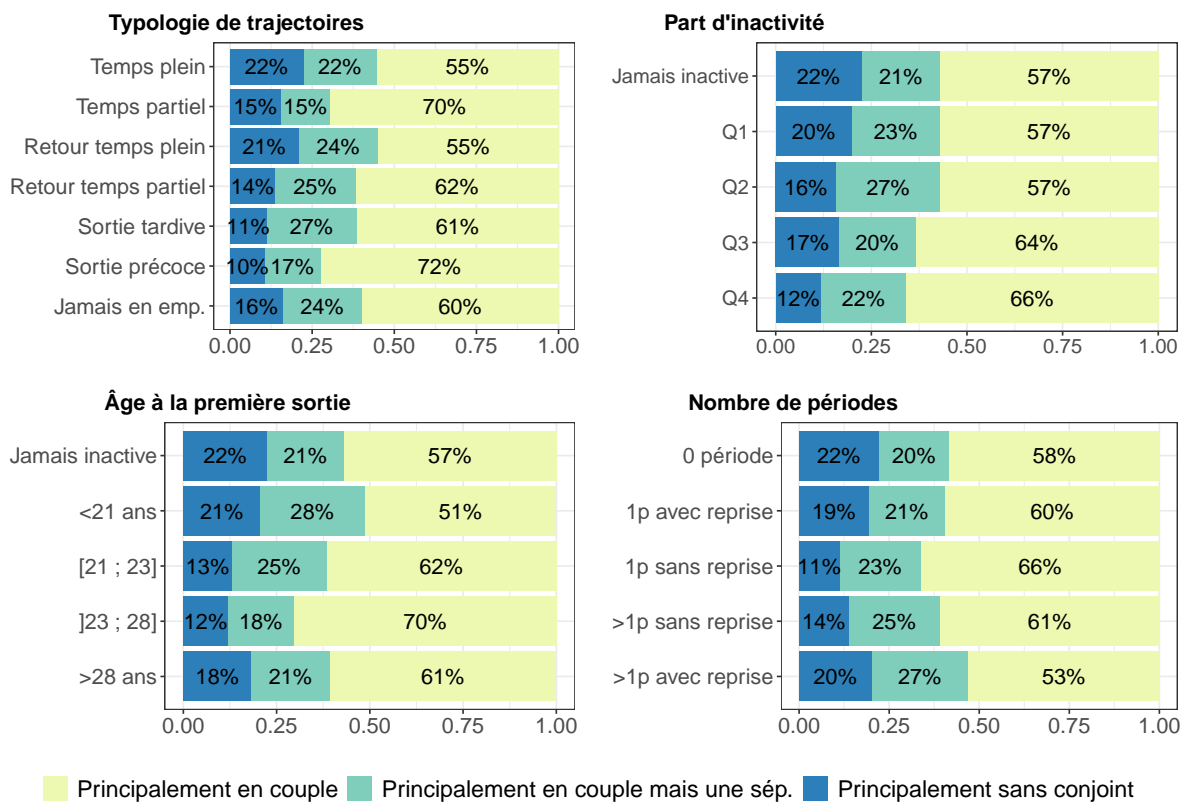 Typologie de trajectoires
Temps plein 22% 22% 55%
Temps partiel 15% 15% 70%
Retour temps plein 21% 24% 55%
Retour temps partiel 14% 25% 62%
Sortie tardive 11% 27% 61%
Sortie précoce 10% 17% 72%
Jamais en emp. 16% 24% 60%
0.00 0.25 0.50 0.75 1.00
Part d'inactivité
Jamais inactive 22% 21% 57%
Q1 20% 23% 57%
Q2 16% 27% 57%
Q3 17% 20% 64%
Q4 12% 22% 66%
0.00 0.25 0.50 0.75 1.00
Âge à la première sortie
Jamais inactive 22% 21% 57%
<21 ans 21% 28% 51%
[21 ; 23] 13% 25% 62%
]23 ; 28] 12% 18% 70%
>28 ans 18% 21% 61%
0.00 0.25 0.50 0.75 1.00
Nombre de périodes
0 période 22% 20% 58%
1p avec reprise 19% 21% 60%
1p sans reprise 11% 23% 66%
>1p sans reprise 14% 25% 61%
>1p avec reprise 20% 27% 53%
0.00 0.25 0.50 0.75 1.00
Principalement en couple Principalement en couple mais une sép. Principalement sans conjoint